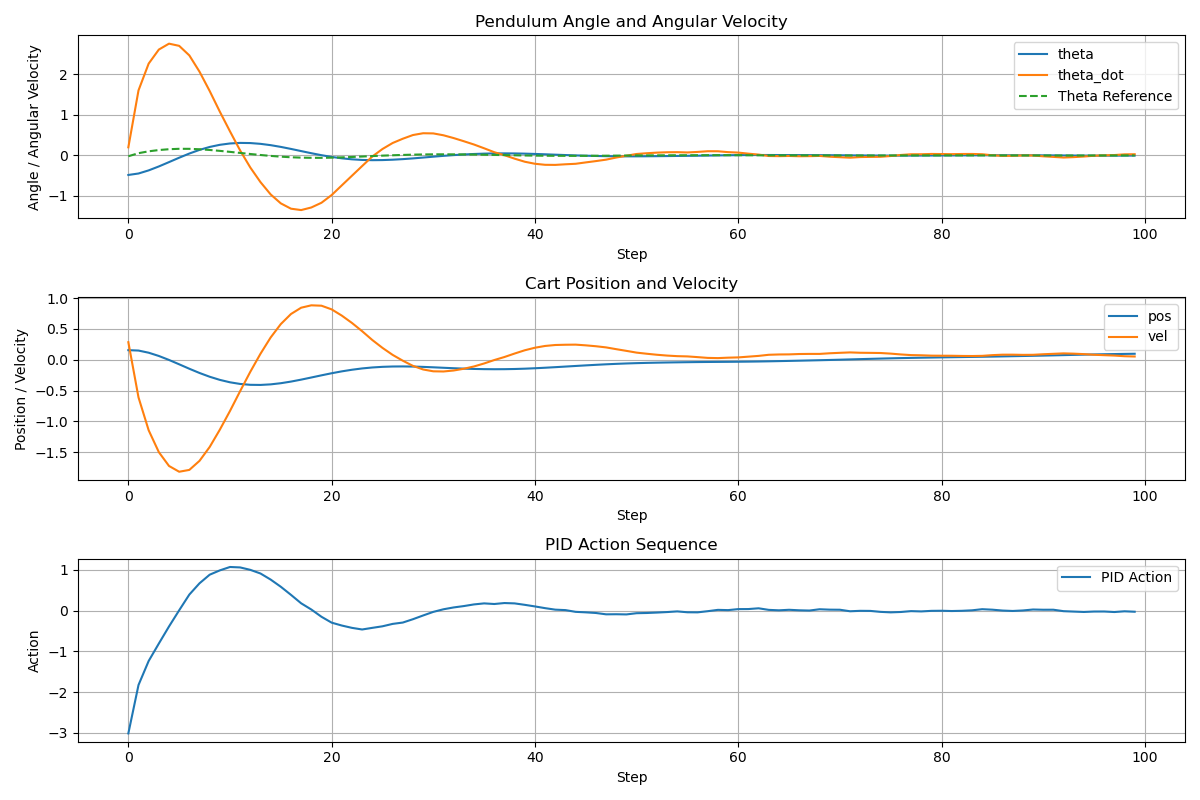 Pendulum Angle and Angular Velocity
Angle / Angular Velocity
2
1
0
−1
theta
theta_dot
Theta Reference
0 20 40 60 80 100
Step
Cart Position and Velocity
Position / Velocity
1.0
0.5
0.0
−0.5
−1.0
−1.5
pos
vel
0 20 40 60 80 100
Step
PID Action Sequence
Action
1
0
−1
−2
−3
PID Action
0 20 40 60 80 100
Step